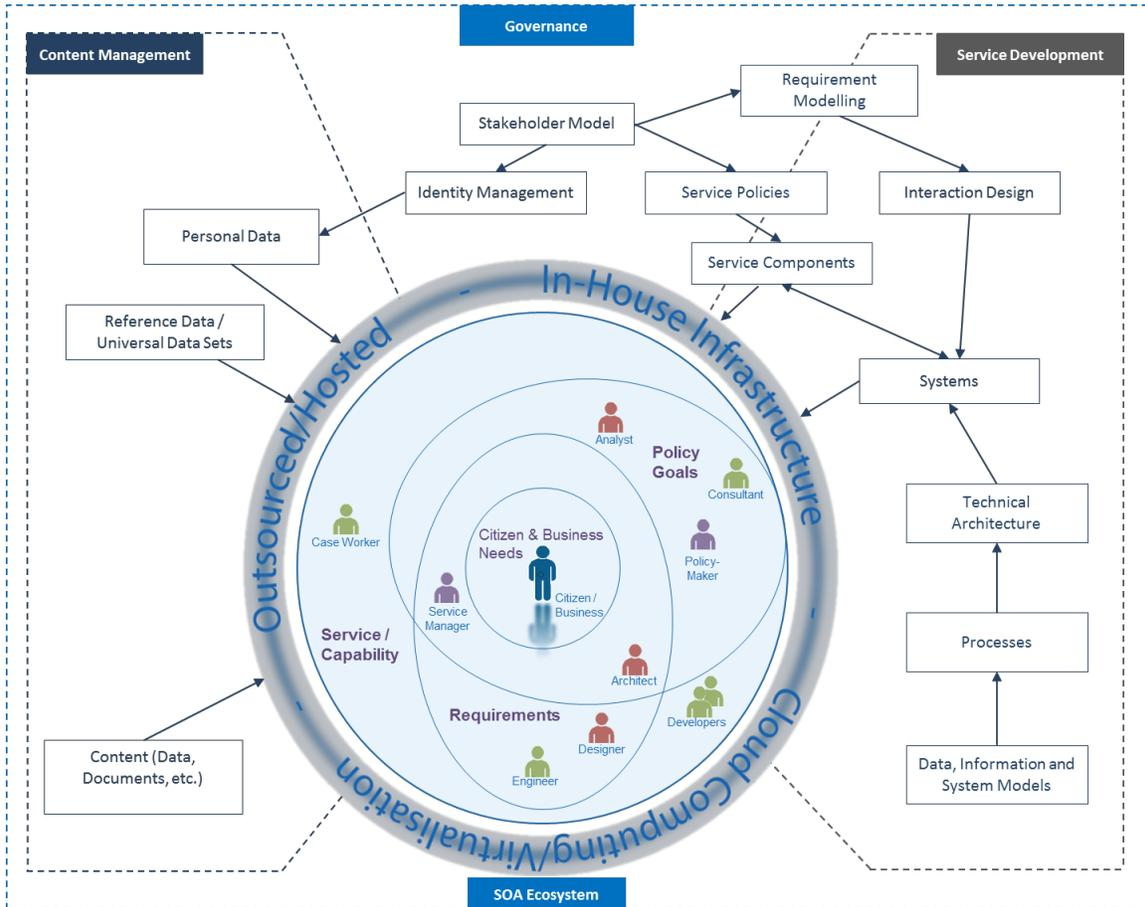 Governance
Content Management
Service Development
Requirement
Modelling
Stakeholder Model
Identity Management
Service Policies
Interaction Design
Personal Data
Service Components
Reference Data /
Universal Data Sets
Systems
Technical
Architecture
Processes
Data, Information and
System Models
Content (Data,
Documents, etc.)
Outsourced/Hosted
-
In-House Infrastructure
-
Cloud Computing/Virtualisation
-
Analyst
Policy
Goals
Consultant
Case Worker
Citizen & Business
Needs
Policy-
Maker
Citizen /
Business
Service
Manager
Service /
Capability
Architect
Requirements
Developers
Designer
Engineer
SOA Ecosystem